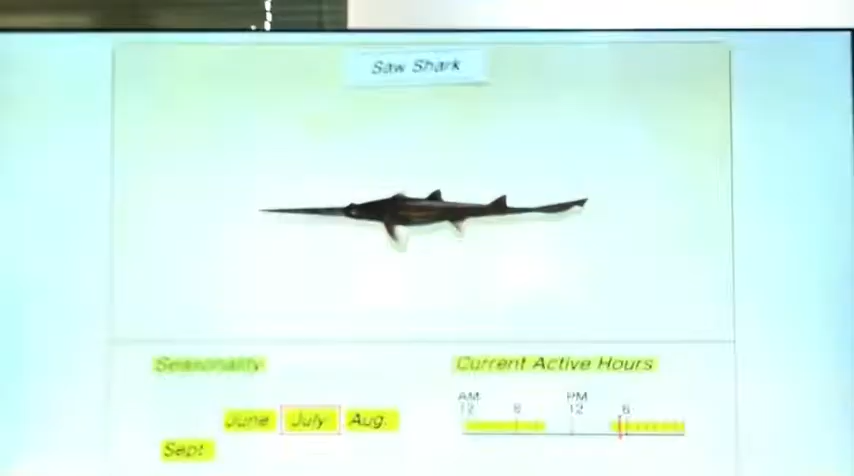 Saw Shark
Seasonality
Current Active Hours
June July Aug.
Sept
AM PM
12 6 12 6